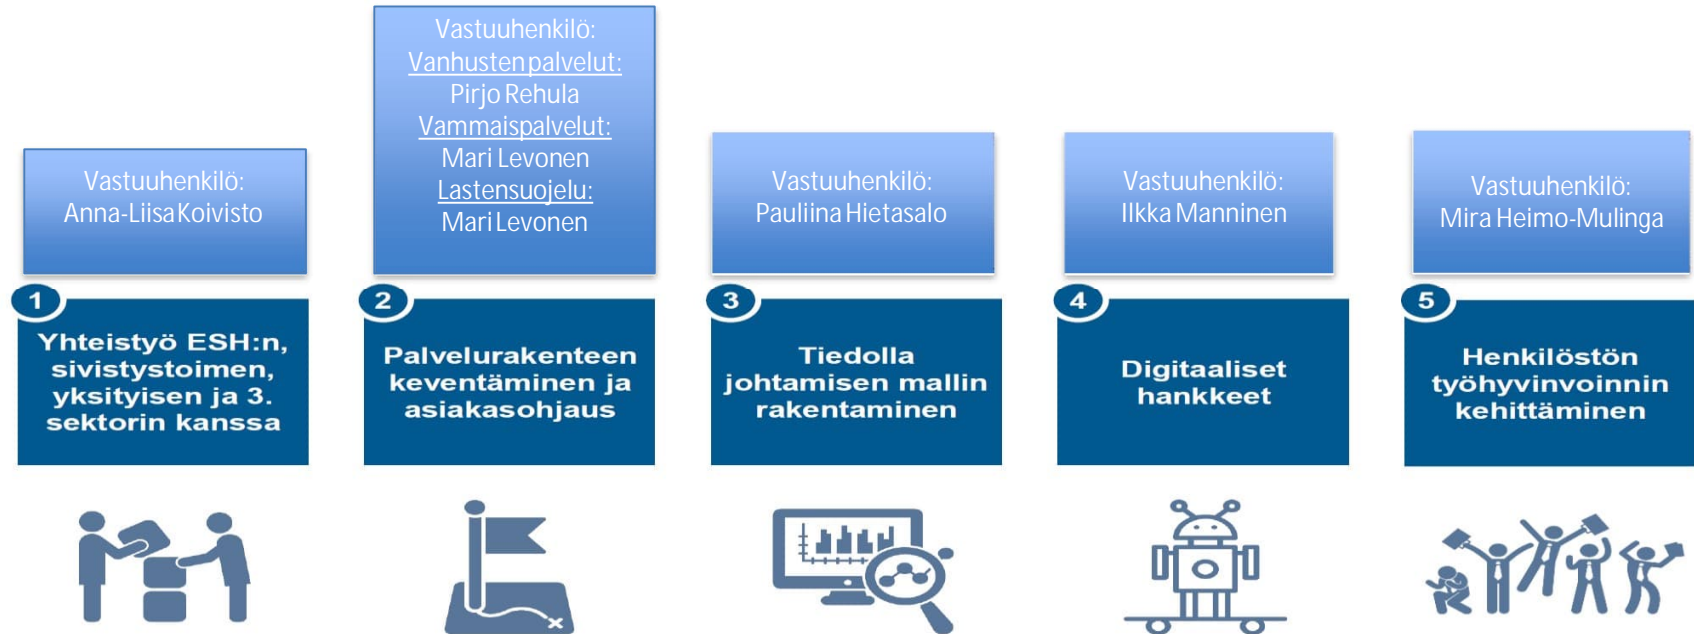 Vastuuhenkilö:
Anna-Liisa Koivisto
1
Yhteistyö ESH:n,
sivistystoimen,
yksityisen ja 3.
sektorin kanssa
Vastuuhenkilö:
Vanhusten palvelut:
Pirjo Rehula
Vammaispalvelut:
Mari Levonen
Lastensuojelu:
Mari Levonen
2
Palvelurakenteen
keventäminen ja
asiakasohjaus
Vastuuhenkilö:
Pauliina Hietasalo
3
Tiedolla
johtamisen mallin
rakentaminen
Vastuuhenkilö:
Ilkka Manninen
4
Digitaaliset
hankkeet
Vastuuhenkilö:
Mira Heimo-Mulinga
5
Henkilöstön
työhyvinvoinnin
kehittäminen